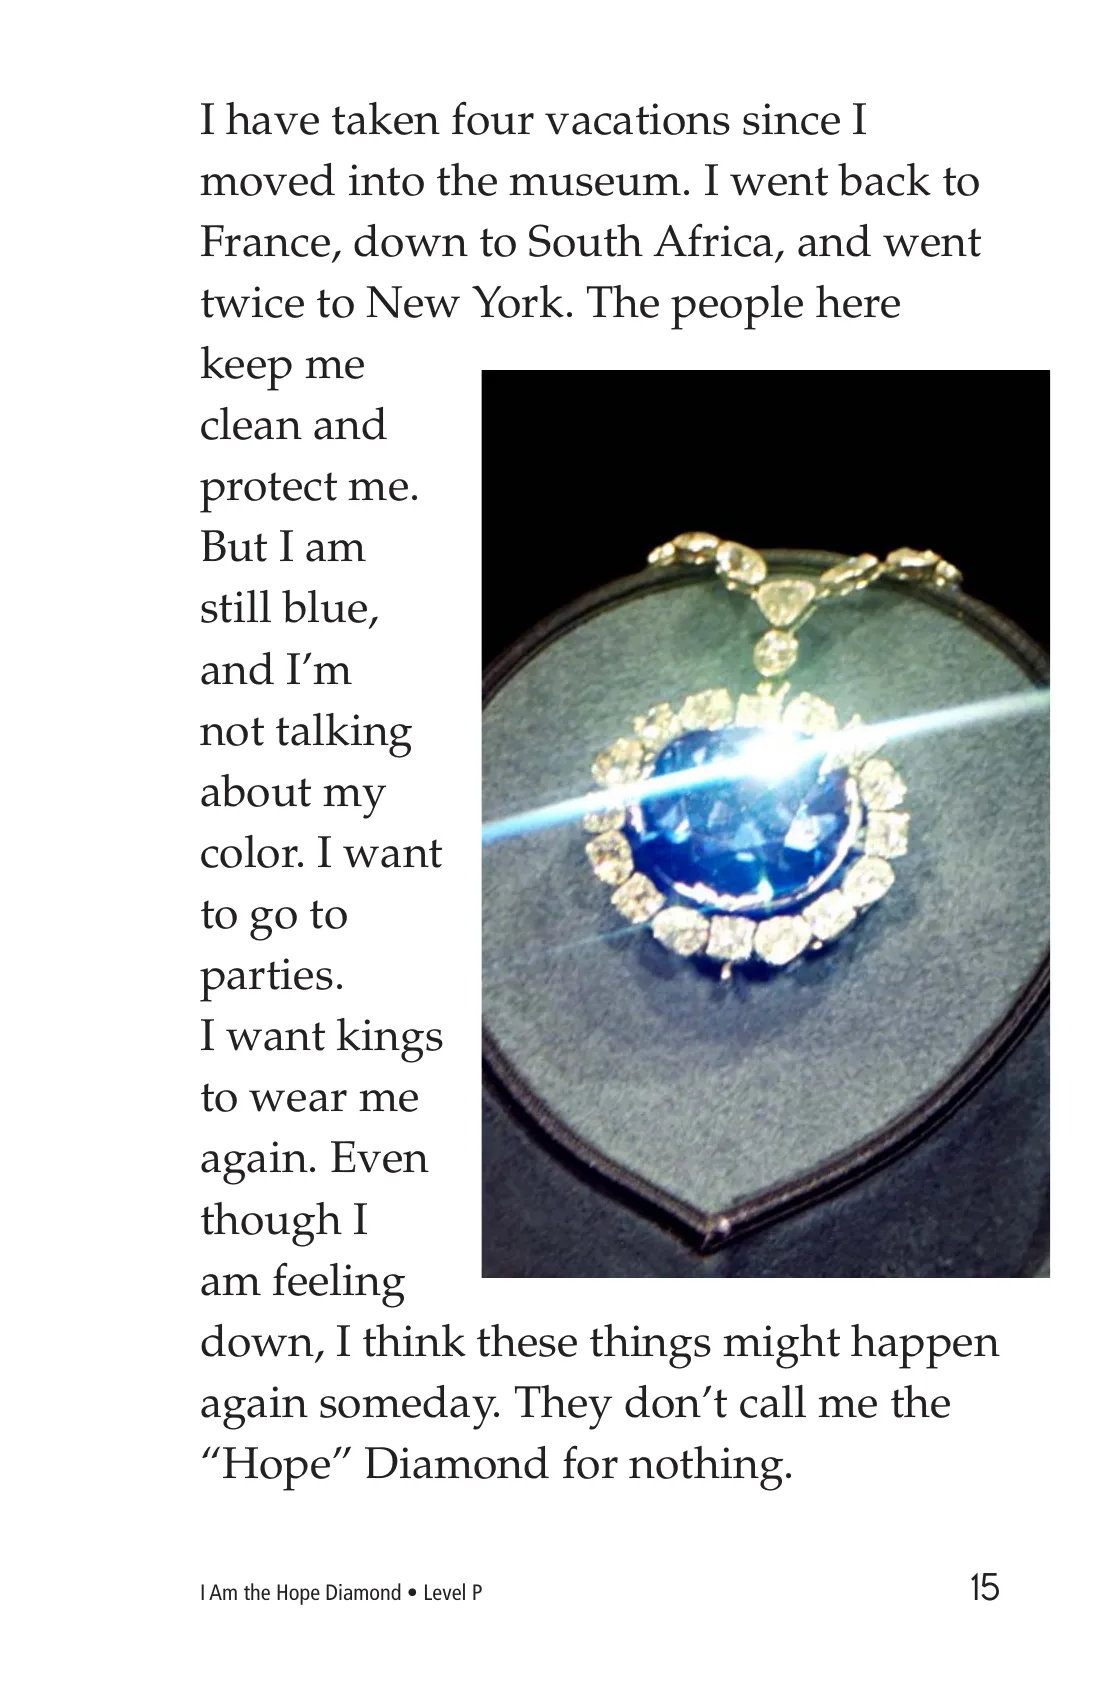 I have taken four vacations since I
moved into the museum. I went back to
France, down to South Africa, and went
twice to New York. The people here
keep me
clean and
protect me.
But I am
still blue,
and I’m
not talking
about my
color. I want
to go to
parties.
I want kings
to wear me
again. Even
though I
am feeling
down, I think these things might happen
again someday. They don’t call me the
“Hope” Diamond for nothing.
I Am the Hope Diamond • Level P
15